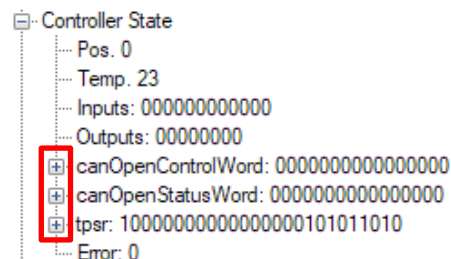 Controller State
Pos. 0
Temp. 23
Inputs: 000000000000
Outputs: 00000000
canOpenControlWord: 0000000000000000
canOpenStatusWord: 0000000000000000
tpsr: 10000000000000000101011010
Error: 0